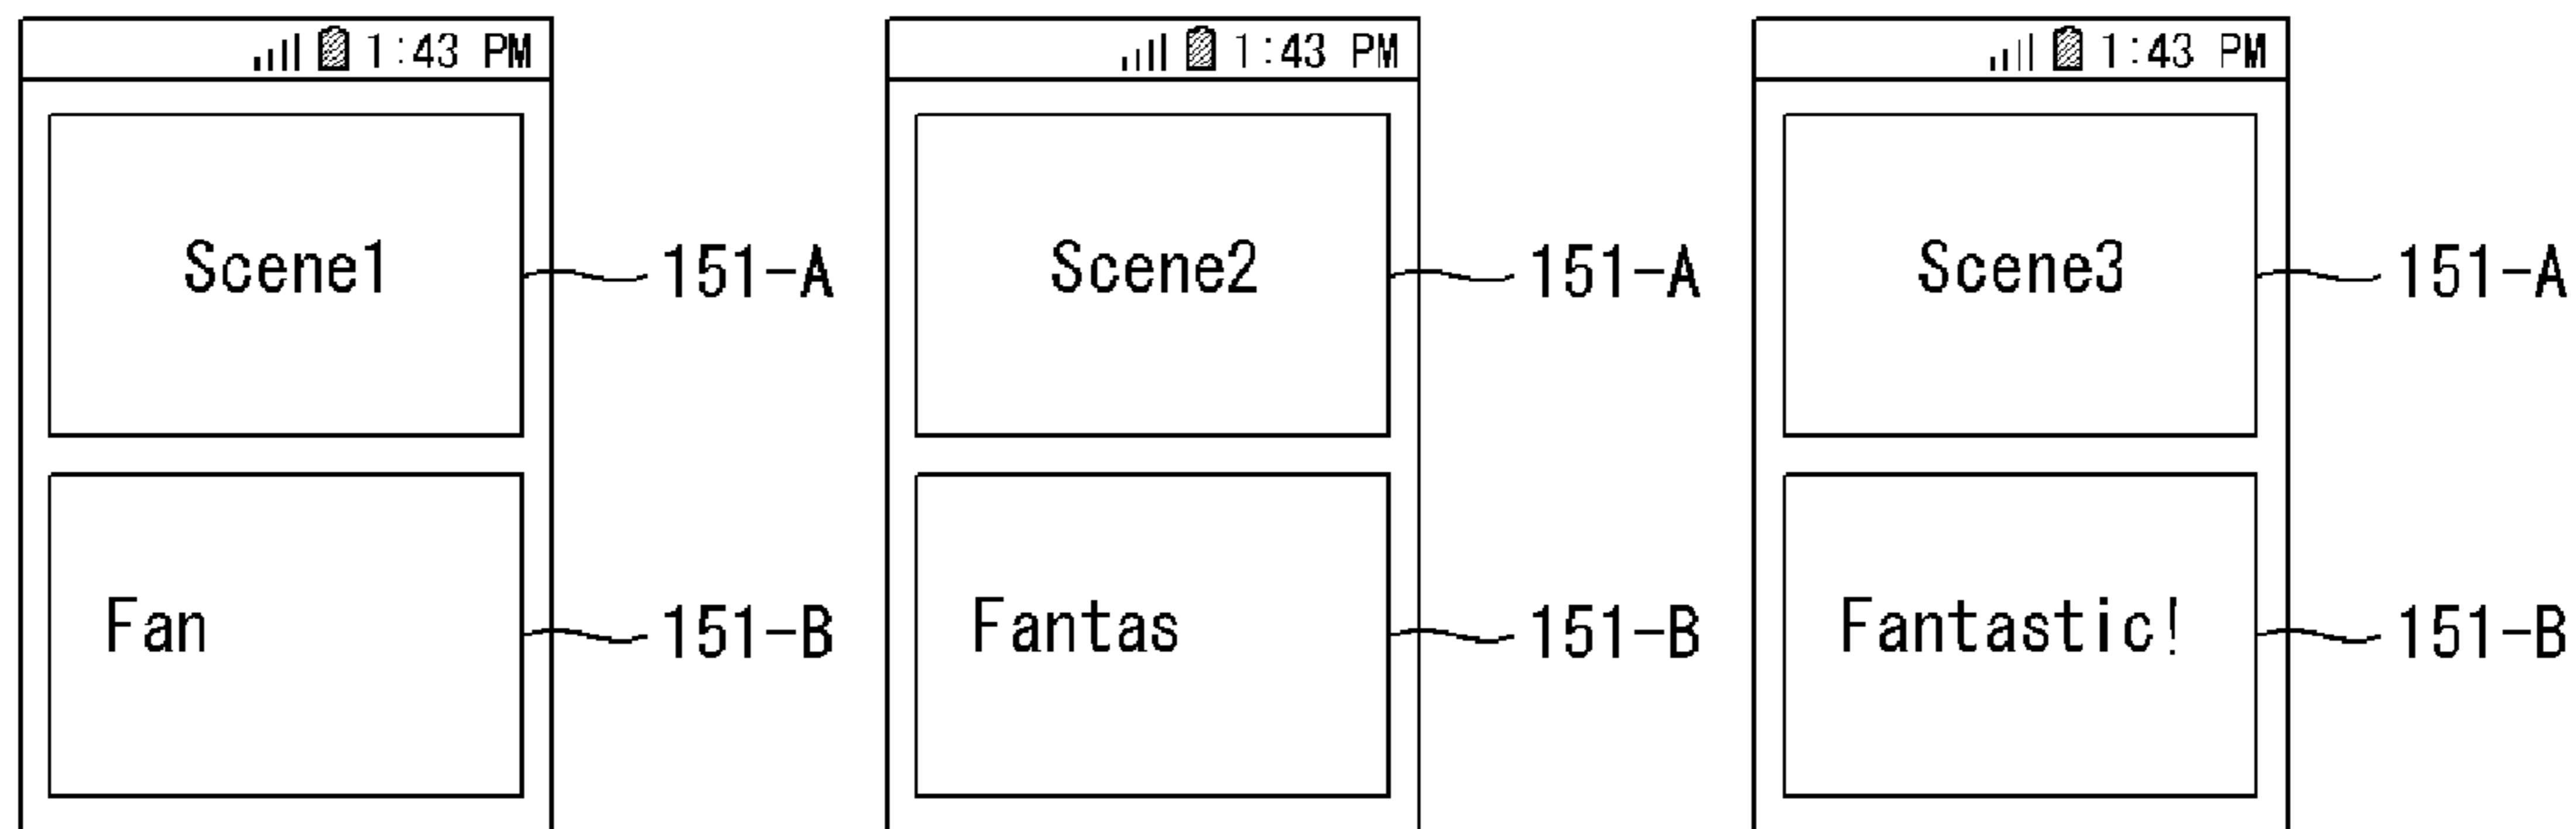 1:43 PM 1:43 PM 1:43 PM
Scene1 151-A Scene2 151-A Scene3 151-A
Fan 151-B Fantas 151-B Fantastic! 151-B